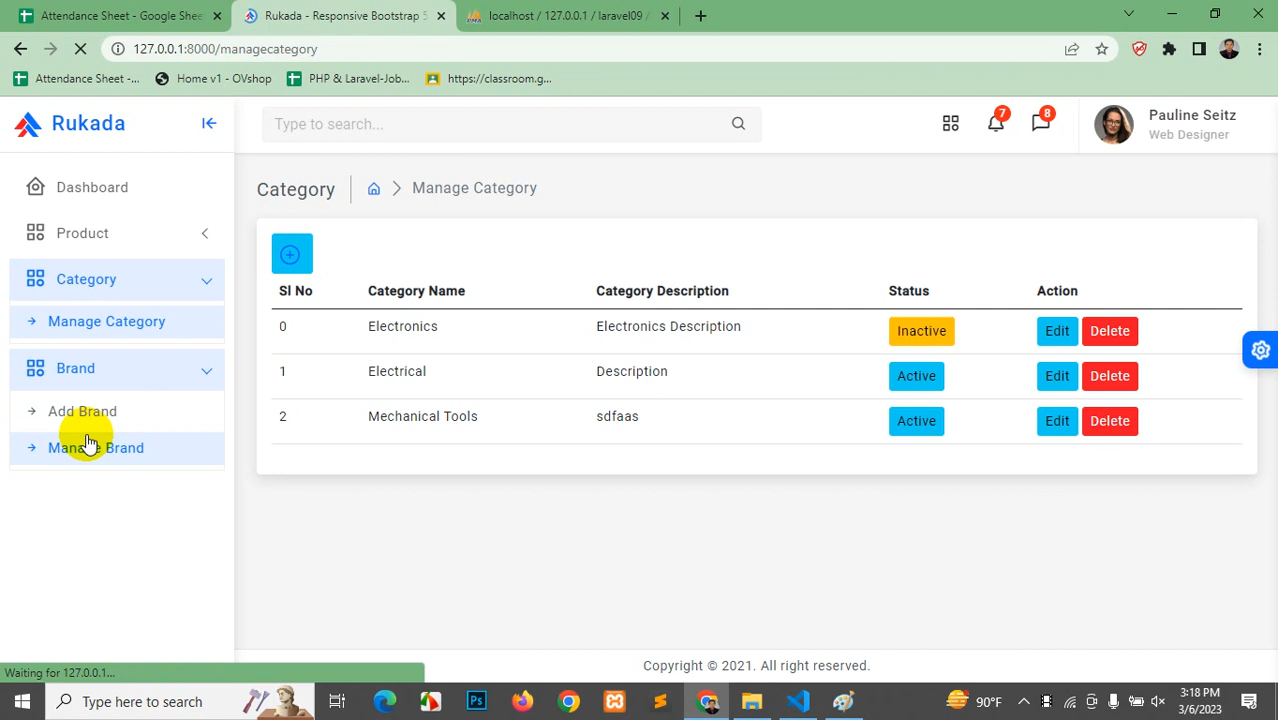 Attendance Sheet - Google Shee
Rukada - Responsive Bootstrap 5
localhost / 127.0.0.1 / laravel09 /
127.0.0.1:8000/managecategory
Attendance Sheet -...
Home v1 - OVshop
PHP & Laravel-Job...
https://classroom.g...
Rukada
Type to search...
7
8
Pauline Seitz
Web Designer
Dashboard
Product
Category
Manage Category
Brand
Add Brand
Manage Brand
Category
Manage Category
Sl No Category Name Category Description Status Action
0 Electronics Electronics Description Inactive Edit Delete
1 Electrical Description Active Edit Delete
2 Mechanical Tools sdfaas Active Edit Delete
Copyright © 2021. All right reserved.
Waiting for 127.0.0.1...
Type here to search
90°F
3:18 PM
3/6/2023